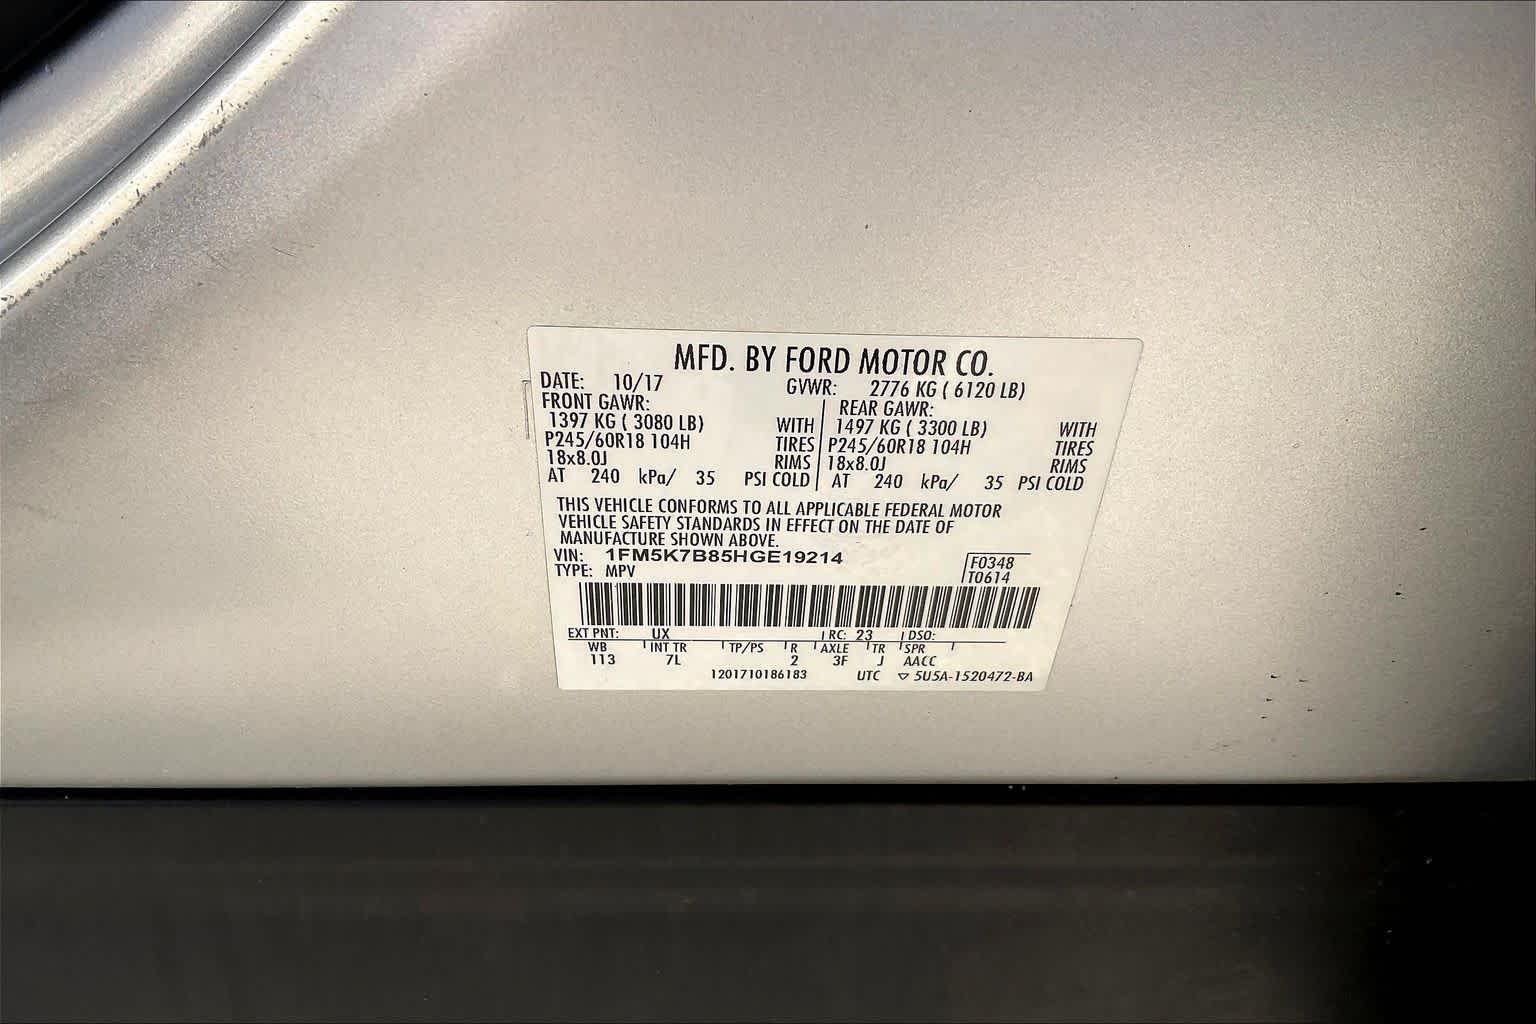 MFD. BY FORD MOTOR CO.
DATE: 10/17 GVWR: 2776 KG ( 6120 LB)
FRONT GAWR: REAR GAWR:
1397 KG ( 3080 LB) WITH 1497 KG ( 3300 LB) WITH
P245/60R18 104H TIRES P245/60R18 104H TIRES
18x8.0J RIMS 18x8.0J RIMS
AT 240 kPa/ 35 PSI COLD AT 240 kPa/ 35 PSI COLD
THIS VEHICLE CONFORMS TO ALL APPLICABLE FEDERAL MOTOR
VEHICLE SAFETY STANDARDS IN EFFECT ON THE DATE OF
MANUFACTURE SHOWN ABOVE.
VIN: 1FM5K7B85HGE19214 F0348
TYPE: MPV T0614
EXT PNT: UX RC: 23 DSO:
WB INT TR TP/PS R AXLE TR SPR
113 7L 2 3F J AACC
1201710186183 UTC ▽ 5U5A-1520472-BA